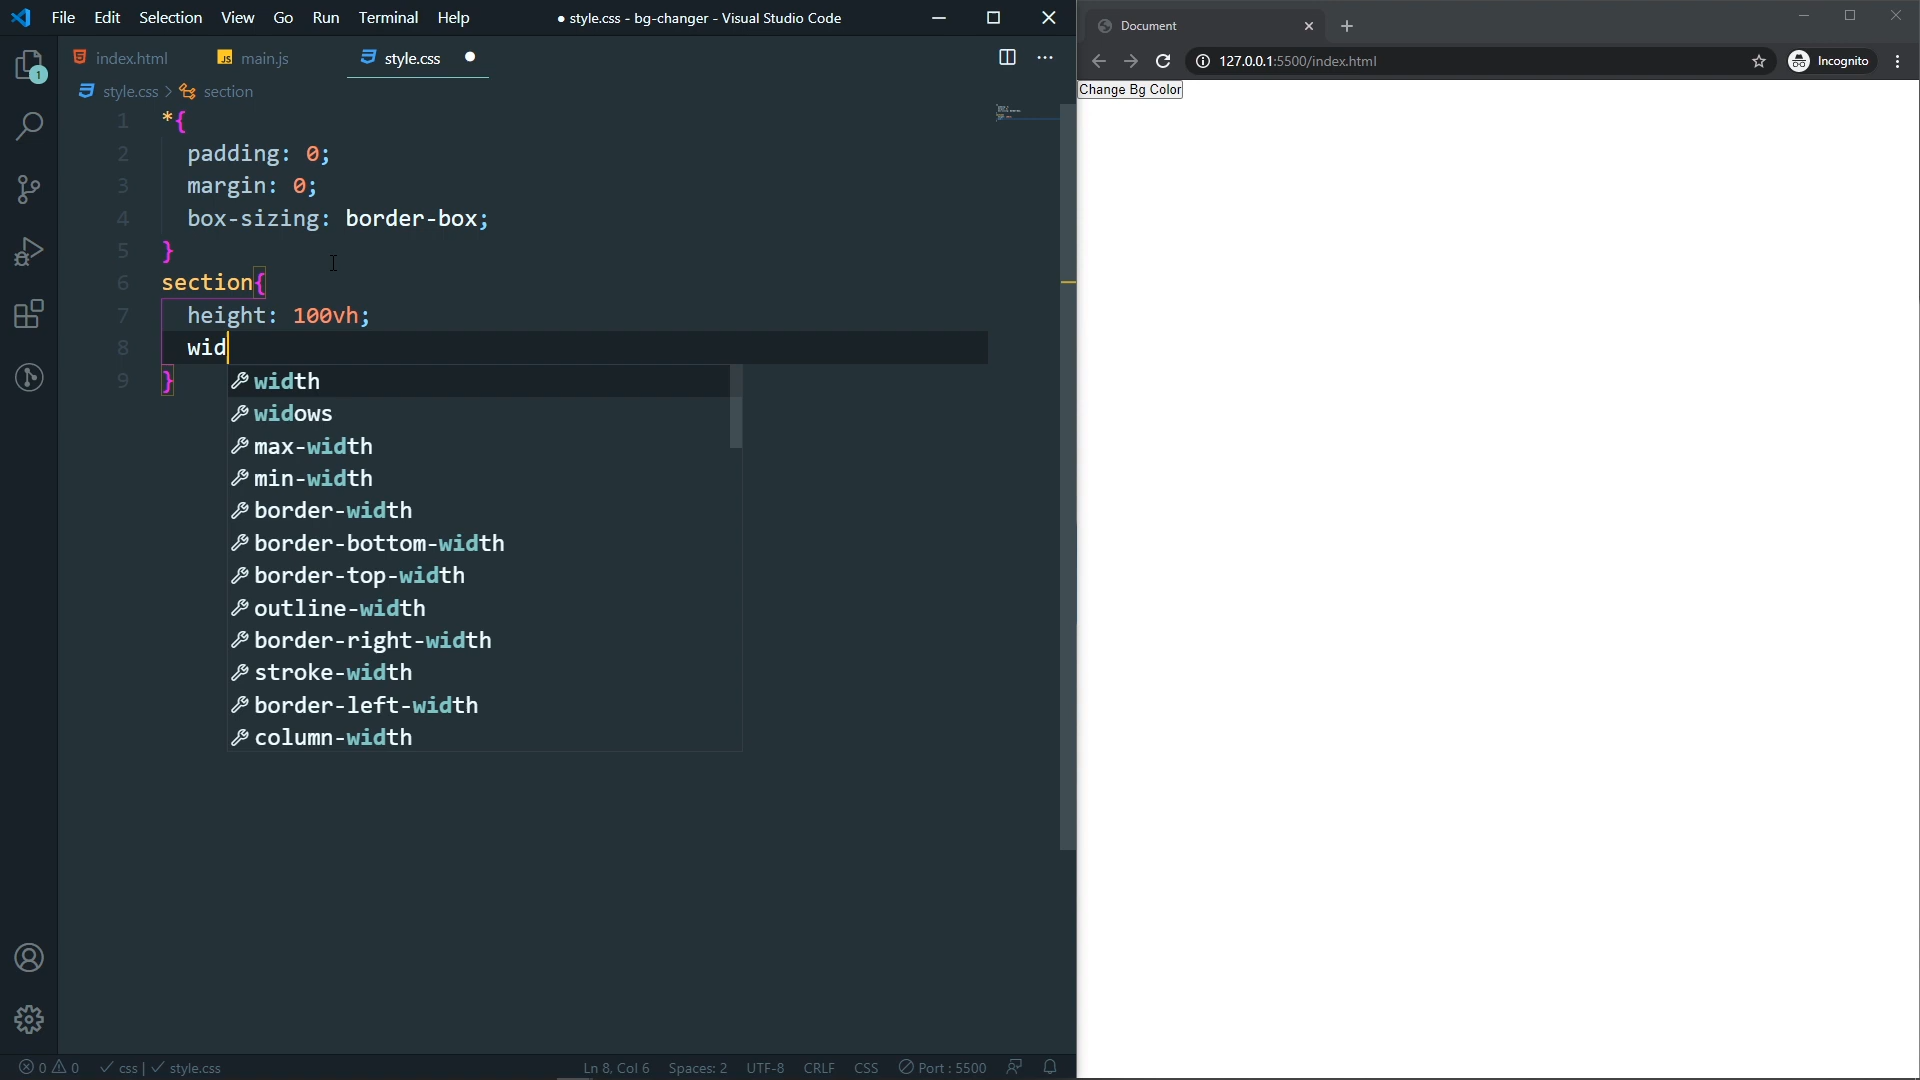 File Edit Selection View Go Run Terminal Help ● style.css - bg-changer - Visual Studio Code
index.html JS main.js style.css ●
style.css > section
1 *{
2 padding: 0;
3 margin: 0;
4 box-sizing: border-box;
5 }
6 section{
7 height: 100vh;
8 wid
9 }
width
widows
max-width
min-width
border-width
border-bottom-width
border-top-width
outline-width
border-right-width
stroke-width
border-left-width
column-width
1
0 0 css | style.css Ln 8, Col 6 Spaces: 2 UTF-8 CRLF CSS Port : 5500
Document
127.0.0.1:5500/index.html Incognito
Change Bg Color